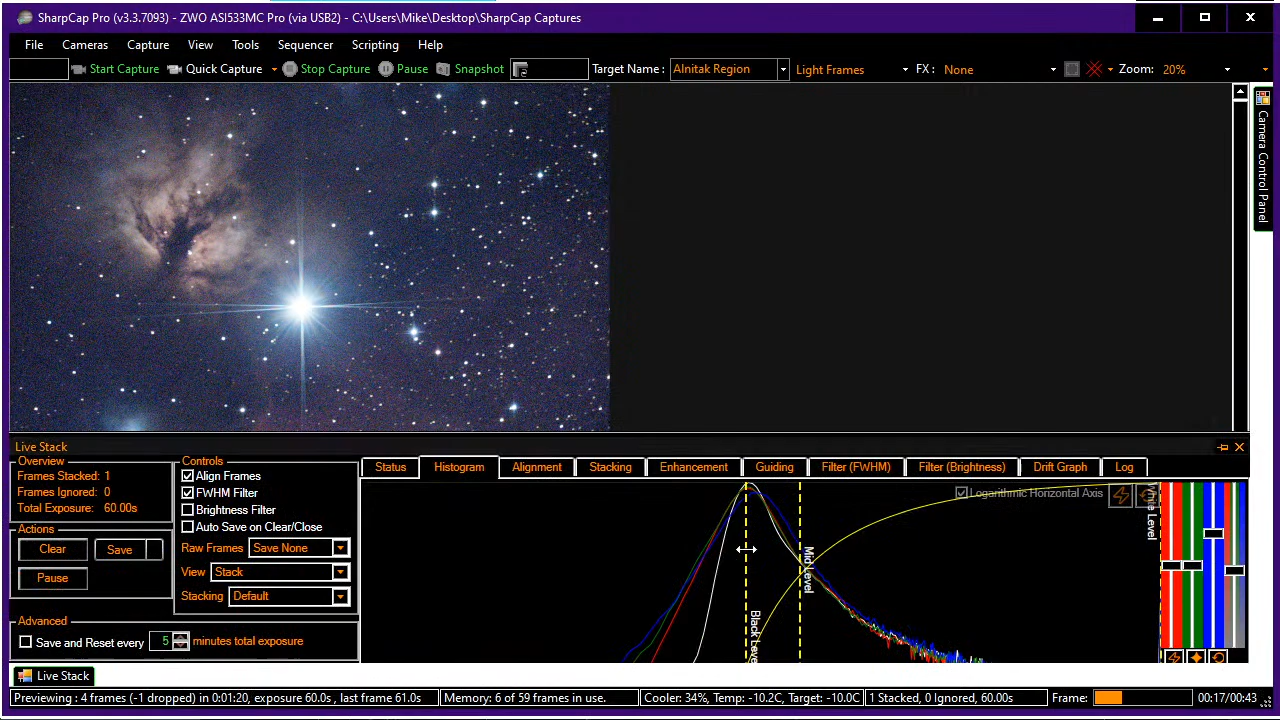 SharpCap Pro (v3.3.7093) - ZWO ASI533MC Pro (via USB2) - C:\Users\Mike\Desktop\SharpCap Captures
File Cameras Capture View Tools Sequencer Scripting Help
Start Capture Quick Capture Stop Capture Pause Snapshot Target Name : Alnitak Region Light Frames FX : None Zoom: 20%
Camera Control Panel
Live Stack
Overview
Frames Stacked: 1
Frames Ignored: 0
Total Exposure: 60.00s
Actions
Clear Save
Pause
Advanced
Save and Reset every 5 minutes total exposure
Controls
Align Frames
FWHM Filter
Brightness Filter
Auto Save on Clear/Close
Raw Frames Save None
View Stack
Stacking Default
Status Histogram Alignment Stacking Enhancement Guiding Filter (FWHM) Filter (Brightness) Drift Graph Log
Logarithmic Horizontal Axis
Black Level
Mid Level
White Level
Live Stack
Previewing : 4 frames (-1 dropped) in 0:01:20, exposure 60.0s , last frame 61.0s Memory: 6 of 59 frames in use. Cooler: 34%, Temp: -10.2C, Target: -10.0C 1 Stacked, 0 Ignored, 60.00s Frame: 00:17/00:43